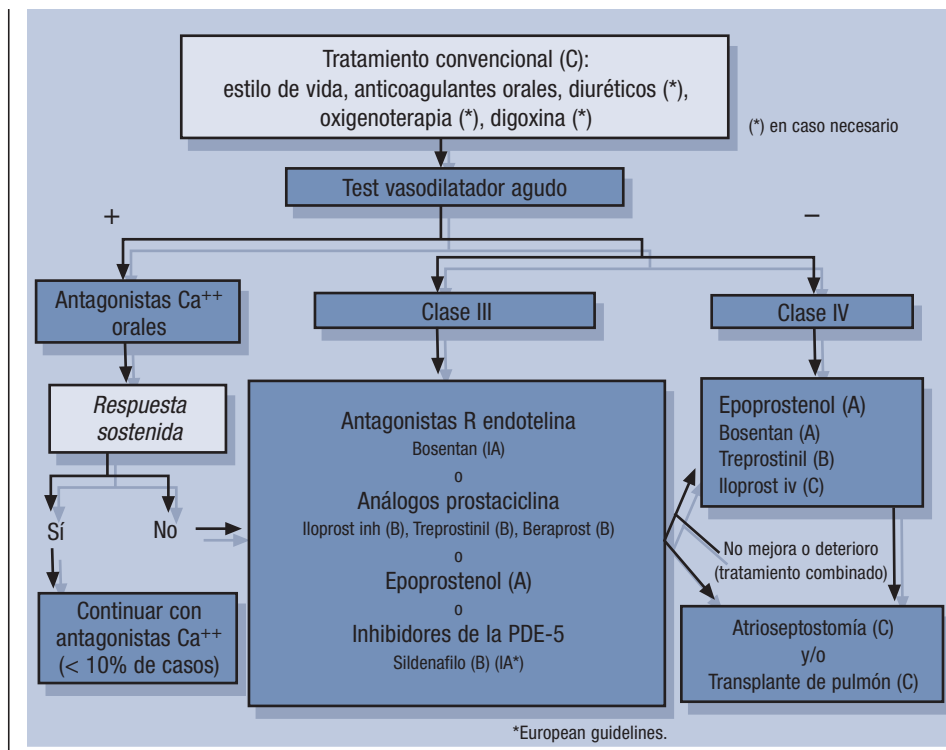 Tratamiento convencional (C):
estilo de vida, anticoagulantes orales, diuréticos (*),
oxigenoterapia (*), digoxina (*)
(*) en caso necesario
Test vasodilatador agudo
+
–
Antagonistas Ca++
orales
Clase III
Clase IV
Respuesta
sostenida
Sí
No
Continuar con
antagonistas Ca++
(< 10% de casos)
Antagonistas R endotelina
Bosentan (IA)
o
Análogos prostaciclina
Iloprost inh (B), Treprostinil (B), Beraprost (B)
o
Epoprostenol (A)
o
Inhibidores de la PDE-5
Sildenafilo (B) (IA*)
Epoprostenol (A)
Bosentan (A)
Treprostinil (B)
Iloprost iv (C)
No mejora o deterioro
(tratamiento combinado)
Atrioseptostomía (C)
y/o
Transplante de pulmón (C)
*European guidelines.